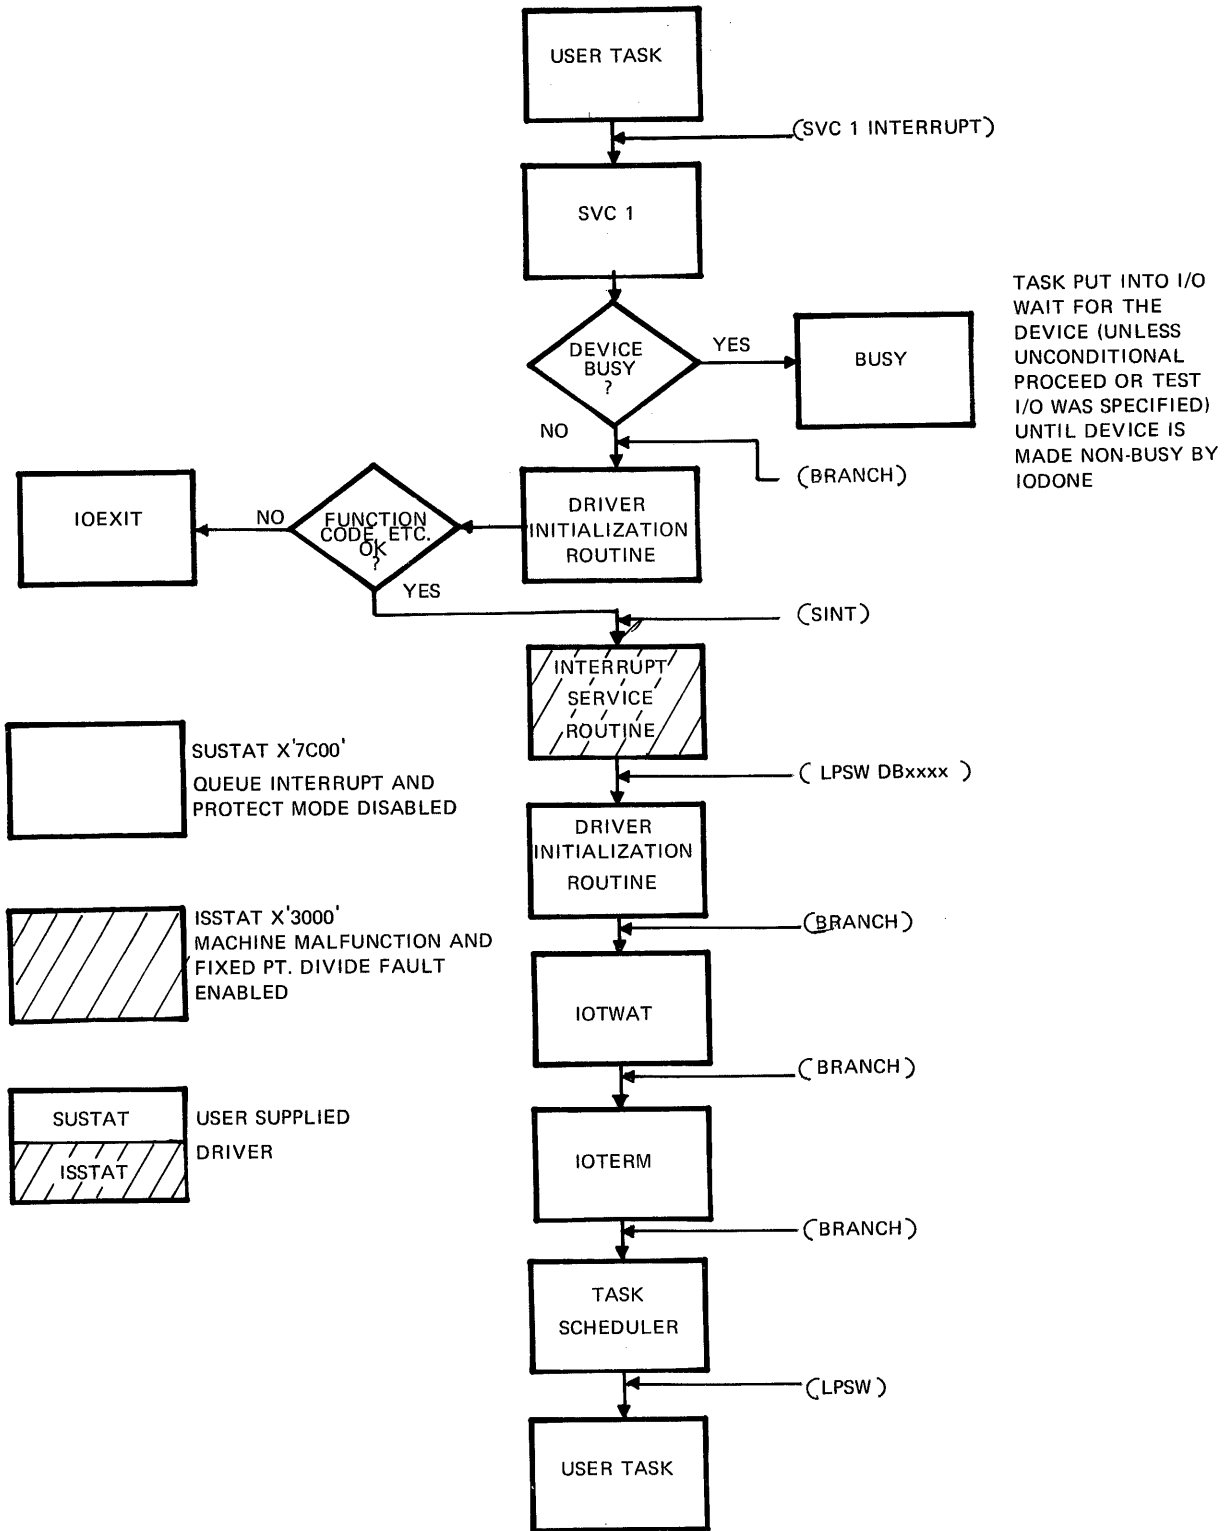 USER TASK
(SVC 1 INTERRUPT)
SVC 1
DEVICE
BUSY
?
YES
BUSY
TASK PUT INTO I/O
WAIT FOR THE
DEVICE (UNLESS
UNCONDITIONAL
PROCEED OR TEST
I/O WAS SPECIFIED)
UNTIL DEVICE IS
MADE NON-BUSY BY
IODONE
NO
(BRANCH)
DRIVER
INITIALIZATION
ROUTINE
FUNCTION
CODE, ETC.
OK
?
NO
IOEXIT
YES
(SINT)
INTERRUPT
SERVICE
ROUTINE
(LPSW DBxxxx)
DRIVER
INITIALIZATION
ROUTINE
(BRANCH)
IOTWAT
(BRANCH)
IOTERM
(BRANCH)
TASK
SCHEDULER
(LPSW)
USER TASK
SUSTAT X'7C00'
QUEUE INTERRUPT AND
PROTECT MODE DISABLED
ISSTAT X'3000'
MACHINE MALFUNCTION AND
FIXED PT. DIVIDE FAULT
ENABLED
SUSTAT
ISSTAT
USER SUPPLIED
DRIVER